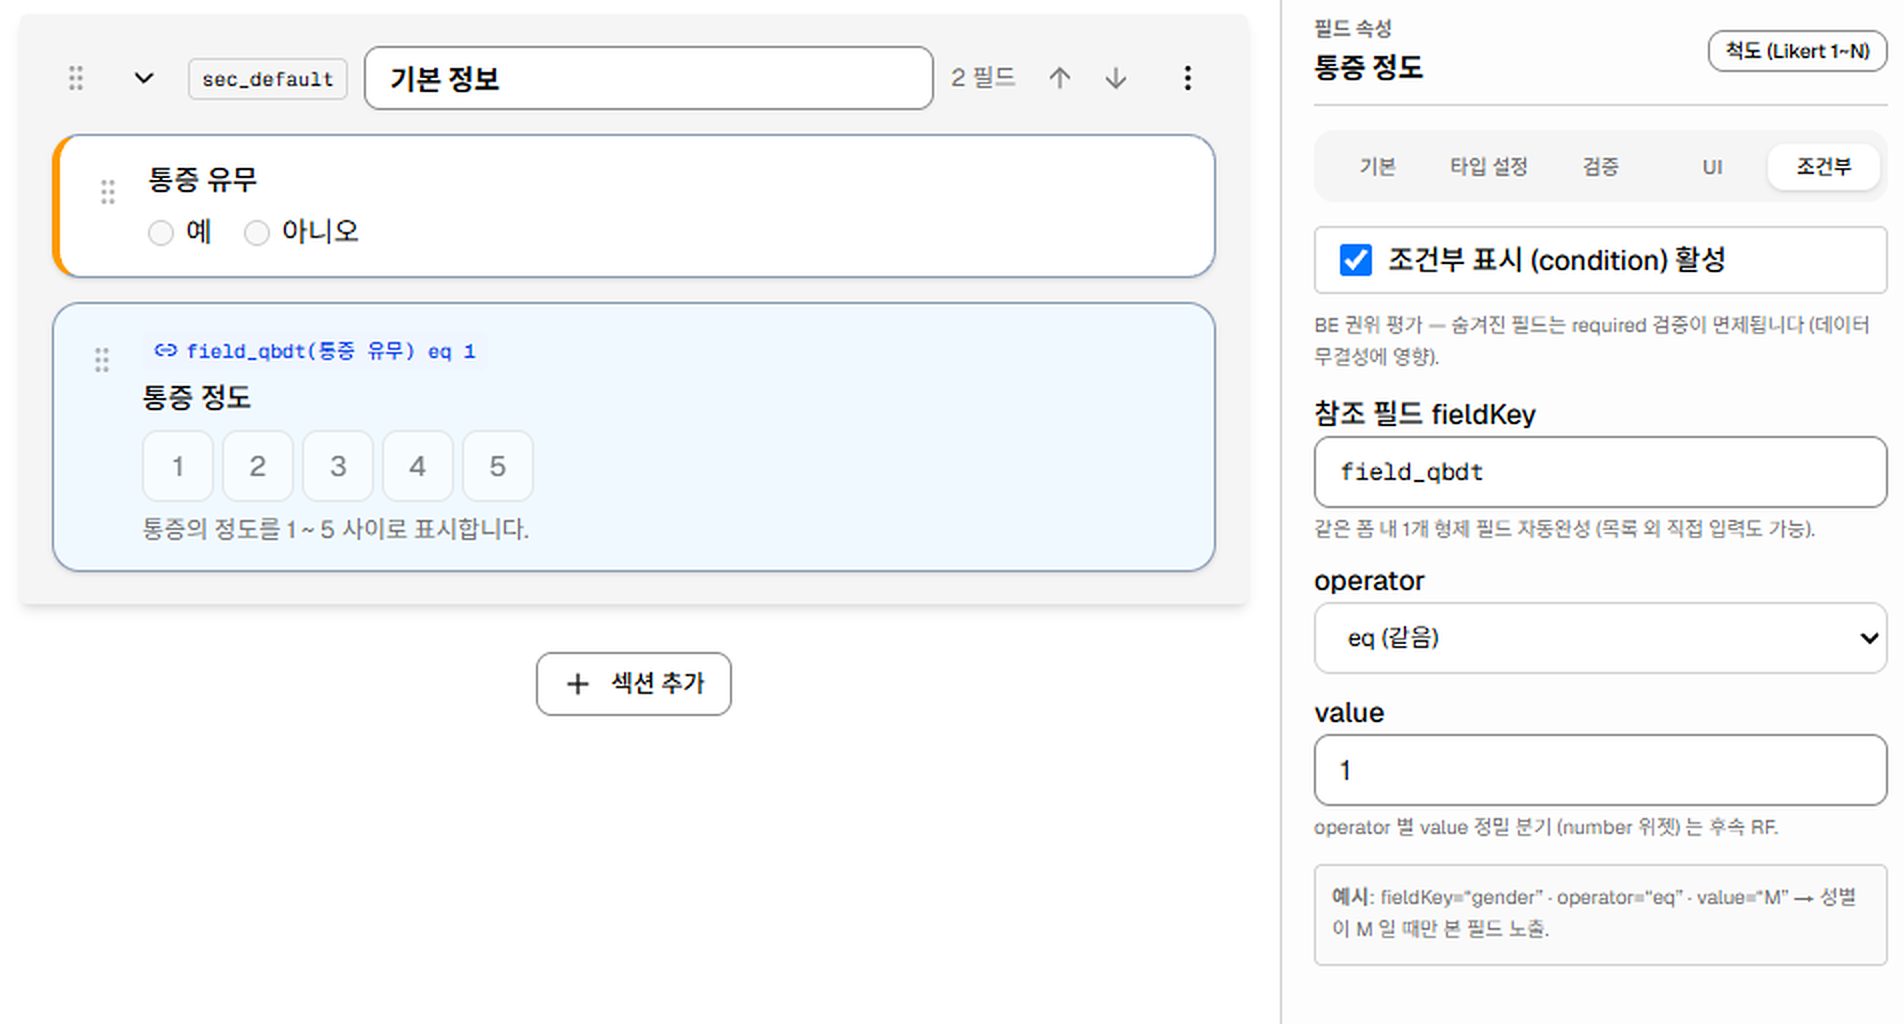 sec_default
기본 정보
2 필드
통증 유무
예
아니오
field_qbdt(통증 유무) eq 1
통증 정도
1
2
3
4
5
통증의 정도를 1 ~ 5 사이로 표시합니다.
섹션 추가
필드 속성
통증 정도
척도 (Likert 1~N)
기본
타입 설정
검증
UI
조건부
조건부 표시 (condition) 활성
BE 권위 평가 — 숨겨진 필드는 required 검증이 면제됩니다 (데이터
무결성에 영향).
참조 필드 fieldKey
field_qbdt
같은 폼 내 1개 형제 필드 자동완성 (목록 외 직접 입력도 가능).
operator
eq (같음)
value
1
operator 별 value 정밀 분기 (number 위젯) 는 후속 RF.
예시: fieldKey=“gender” · operator=“eq” · value=“M” → 성별
이 M 일 때만 본 필드 노출.